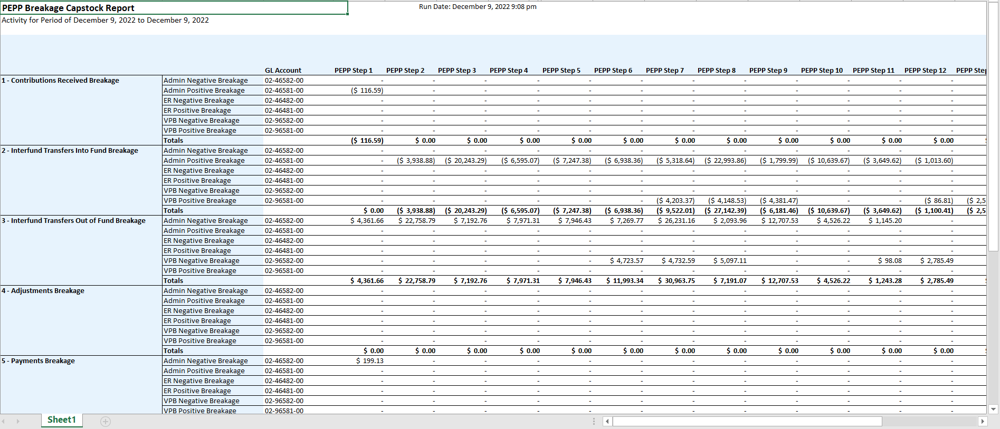 PEPP Breakage Capstock Report Run Date: December 9, 2022 9:08 pm
Activity for Period of December 9, 2022 to December 9, 2022
GL Account PEPP Step 1 PEPP Step 2 PEPP Step 3 PEPP Step 4 PEPP Step 5 PEPP Step 6 PEPP Step 7 PEPP Step 8 PEPP Step 9 PEPP Step 10 PEPP Step 11 PEPP Step 12 PEPP Step
1 - Contributions Received Breakage Admin Negative Breakage 02-46582-00 - - - - - - - - - - - -
Admin Positive Breakage 02-46581-00 ($ 116.59) - - - - - - - - - - -
ER Negative Breakage 02-46482-00 - - - - - - - - - - - -
ER Positive Breakage 02-46481-00 - - - - - - - - - - - -
VPB Negative Breakage 02-96582-00 - - - - - - - - - - - -
VPB Positive Breakage 02-96581-00 - - - - - - - - - - - -
Totals ($ 116.59) $ 0.00 $ 0.00 $ 0.00 $ 0.00 $ 0.00 $ 0.00 $ 0.00 $ 0.00 $ 0.00 $ 0.00 $ 0.00
2 - Interfund Transfers Into Fund Breakage Admin Negative Breakage 02-46582-00 - - - - - - - - - - - -
Admin Positive Breakage 02-46581-00 - ($ 3,938.88) ($ 20,243.29) ($ 6,595.07) ($ 7,247.38) ($ 6,938.36) ($ 5,318.64) ($ 22,993.86) ($ 1,799.99) ($ 10,639.67) ($ 3,649.62) ($ 1,013.60)
ER Negative Breakage 02-46482-00 - - - - - - - - - - - -
ER Positive Breakage 02-46481-00 - - - - - - - - - - - -
VPB Negative Breakage 02-96582-00 - - - - - - - - - - - -
VPB Positive Breakage 02-96581-00 - - - - - - ($ 4,203.37) ($ 4,148.53) ($ 4,381.47) - - ($ 86.81) ($ 2,5
Totals $ 0.00 ($ 3,938.88) ($ 20,243.29) ($ 6,595.07) ($ 7,247.38) ($ 6,938.36) ($ 9,522.01) ($ 27,142.39) ($ 6,181.46) ($ 10,639.67) ($ 3,649.62) ($ 1,100.41) ($ 2,5
3 - Interfund Transfers Out of Fund Breakage Admin Negative Breakage 02-46582-00 $ 4,361.66 $ 22,758.79 $ 7,192.76 $ 7,971.31 $ 7,946.43 $ 7,269.77 $ 26,231.16 $ 2,093.96 $ 12,707.53 $ 4,526.22 $ 1,145.20 -
Admin Positive Breakage 02-46581-00 - - - - - - - - - - - -
ER Negative Breakage 02-46482-00 - - - - - - - - - - - -
ER Positive Breakage 02-46481-00 - - - - - - - - - - - -
VPB Negative Breakage 02-96582-00 - - - - - $ 4,723.57 $ 4,732.59 $ 5,097.11 - - $ 98.08 $ 2,785.49
VPB Positive Breakage 02-96581-00 - - - - - - - - - - - -
Totals $ 4,361.66 $ 22,758.79 $ 7,192.76 $ 7,971.31 $ 7,946.43 $ 11,993.34 $ 30,963.75 $ 7,191.07 $ 12,707.53 $ 4,526.22 $ 1,243.28 $ 2,785.49
4 - Adjustments Breakage Admin Negative Breakage 02-46582-00 - - - - - - - - - - - -
Admin Positive Breakage 02-46581-00 - - - - - - - - - - - -
ER Negative Breakage 02-46482-00 - - - - - - - - - - - -
ER Positive Breakage 02-46481-00 - - - - - - - - - - - -
VPB Negative Breakage 02-96582-00 - - - - - - - - - - - -
VPB Positive Breakage 02-96581-00 - - - - - - - - - - - -
Totals $ 0.00 $ 0.00 $ 0.00 $ 0.00 $ 0.00 $ 0.00 $ 0.00 $ 0.00 $ 0.00 $ 0.00 $ 0.00 $ 0.00
5 - Payments Breakage Admin Negative Breakage 02-46582-00 $ 199.13 - - - - - - - - - - -
Admin Positive Breakage 02-46581-00 - - - - - - - - - - - -
ER Negative Breakage 02-46482-00 - - - - - - - - - - - -
ER Positive Breakage 02-46481-00 - - - - - - - - - - - -
VPB Negative Breakage 02-96582-00 - - - - - - - - - - - -
VPB Positive Breakage 02-96581-00 - - - - - - - - - - - -
Sheet1